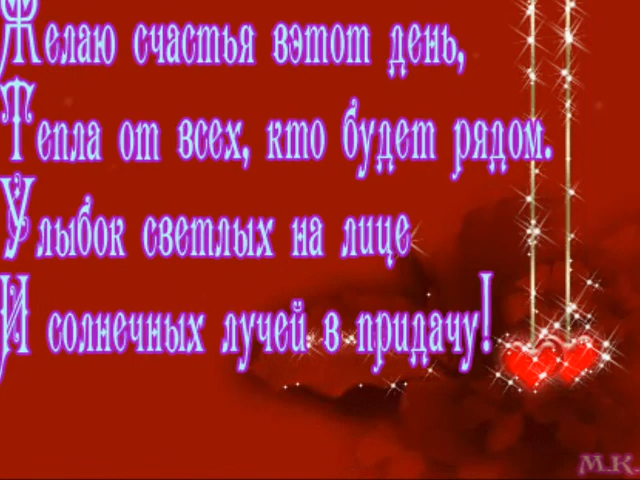 Желаю счастья вэтот день,
Тепла от всех, кто будет рядом.
Улыбок светлых на лице
И солнечных лучей в придачу!
М.К.